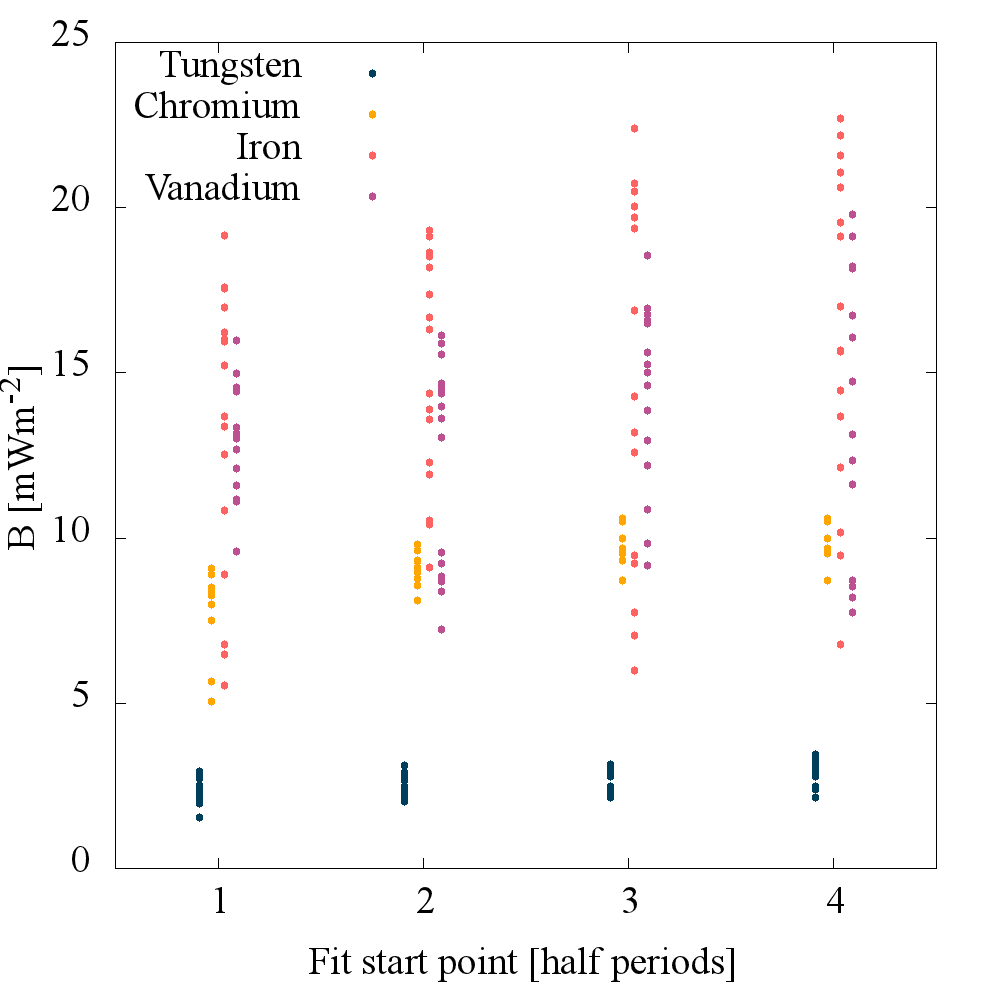 25
20
15
10
5
0
B [mWm-2]
Tungsten
Chromium
Iron
Vanadium
1 2 3 4
Fit start point [half periods]